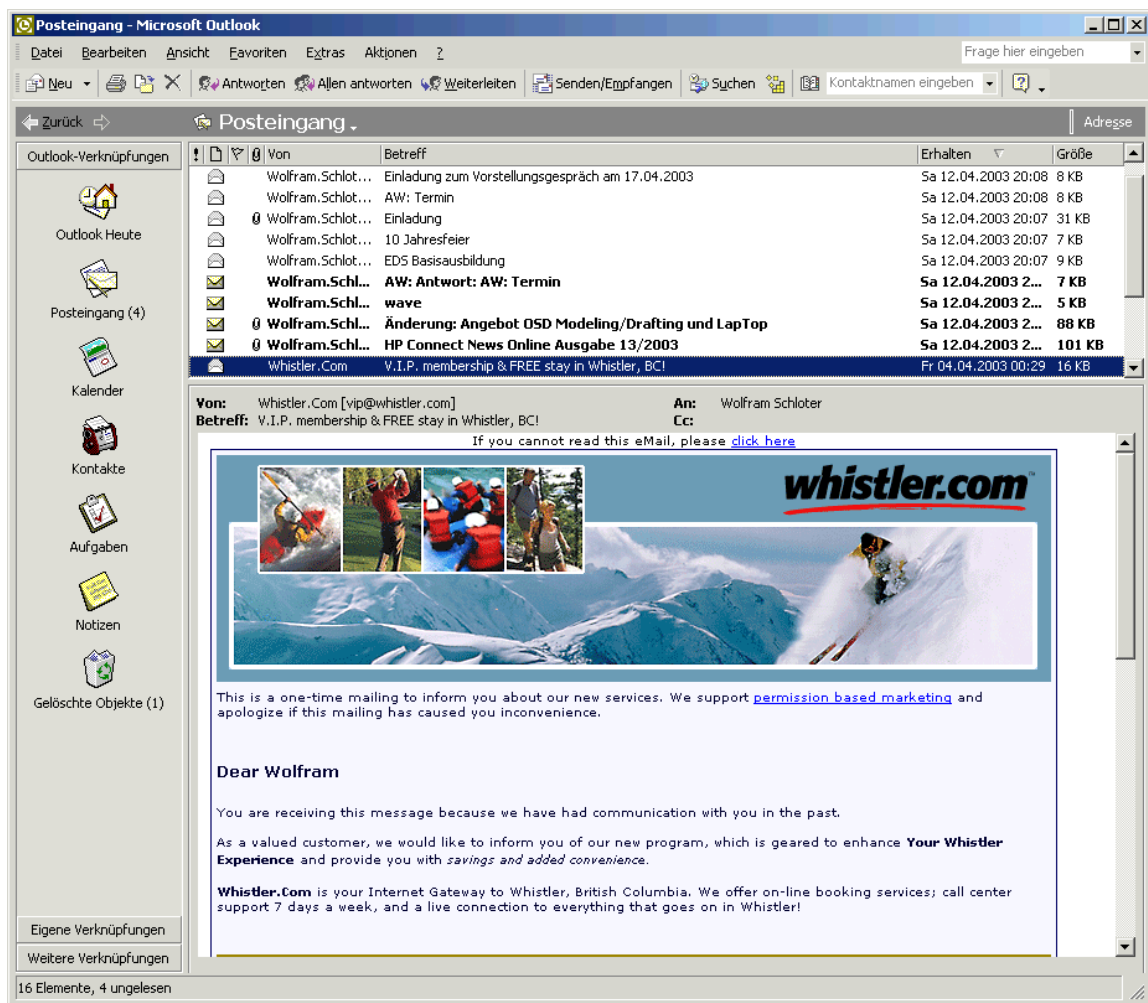 Posteingang - Microsoft Outlook
Datei Bearbeiten Ansicht Favoriten Extras Aktionen ? Frage hier eingeben
Neu Antworten Allen antworten Weiterleiten Senden/Empfangen Suchen Kontaktnamen eingeben
Zurück Posteingang Adresse
Outlook-Verknüpfungen
Outlook Heute
Posteingang (4)
Kalender
Kontakte
Aufgaben
Notizen
Gelöschte Objekte (1)
Eigene Verknüpfungen
Weitere Verknüpfungen
Von Betreff Erhalten Größe
Wolfram.Schlot... Einladung zum Vorstellungsgespräch am 17.04.2003 Sa 12.04.2003 20:08 8 KB
Wolfram.Schlot... AW: Termin Sa 12.04.2003 20:08 8 KB
Wolfram.Schlot... Einladung Sa 12.04.2003 20:07 31 KB
Wolfram.Schlot... 10 Jahresfeier Sa 12.04.2003 20:07 7 KB
Wolfram.Schlot... EDS Basisausbildung Sa 12.04.2003 20:07 9 KB
Wolfram.Schl... AW: Antwort: AW: Termin Sa 12.04.2003 2... 7 KB
Wolfram.Schl... wave Sa 12.04.2003 2... 5 KB
Wolfram.Schl... Änderung: Angebot OSD Modeling/Drafting und LapTop Sa 12.04.2003 2... 88 KB
Wolfram.Schl... HP Connect News Online Ausgabe 13/2003 Sa 12.04.2003 2... 101 KB
Whistler.Com V.I.P. membership & FREE stay in Whistler, BC! Fr 04.04.2003 00:29 16 KB
Von: Whistler.Com [vip@whistler.com] An: Wolfram Schloter
Betreff: V.I.P. membership & FREE stay in Whistler, BC! Cc:
If you cannot read this eMail, please click here
whistler.com
This is a one-time mailing to inform you about our new services. We support permission based marketing and
apologize if this mailing has caused you inconvenience.
Dear Wolfram
You are receiving this message because we have had communication with you in the past.
As a valued customer, we would like to inform you of our new program, which is geared to enhance Your Whistler
Experience and provide you with savings and added convenience.
Whistler.Com is your Internet Gateway to Whistler, British Columbia. We offer on-line booking services; call center
support 7 days a week, and a live connection to everything that goes on in Whistler!
16 Elemente, 4 ungelesen